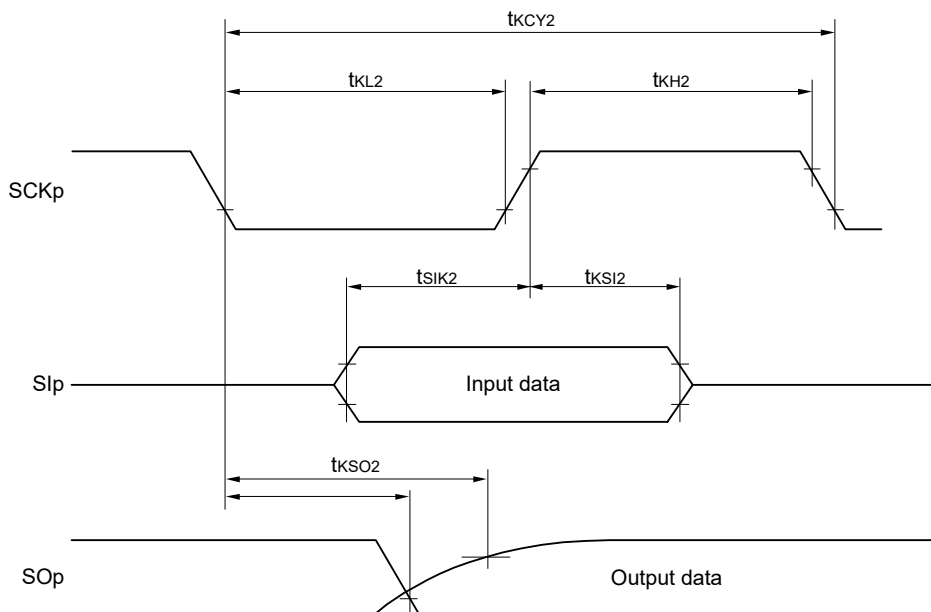 tKCY2
tKL2
tKH2
SCKp
tSIK2
tKSI2
SIp
Input data
tKSO2
SOp
Output data